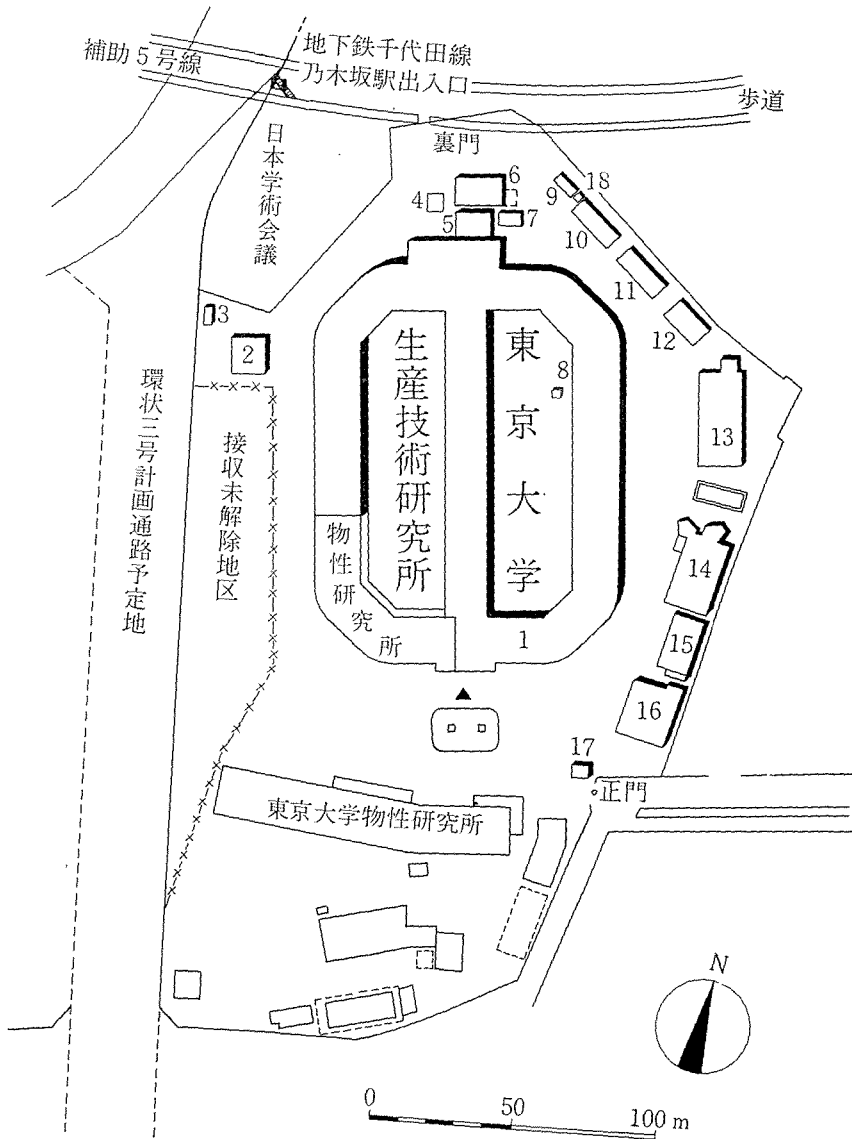 地下鉄千代田線
乃木坂駅出入口
補助5号線
歩道
裏門
日本学術会議
6
18
9
4
5
7
10
11
3
12
2
8
13
東京大学
生産技術研究所
環状三号計画通路予定地
接収未解除地区
物性研究所
14
1
15
16
17
正門
東京大学物性研究所
N
0
50
100 m